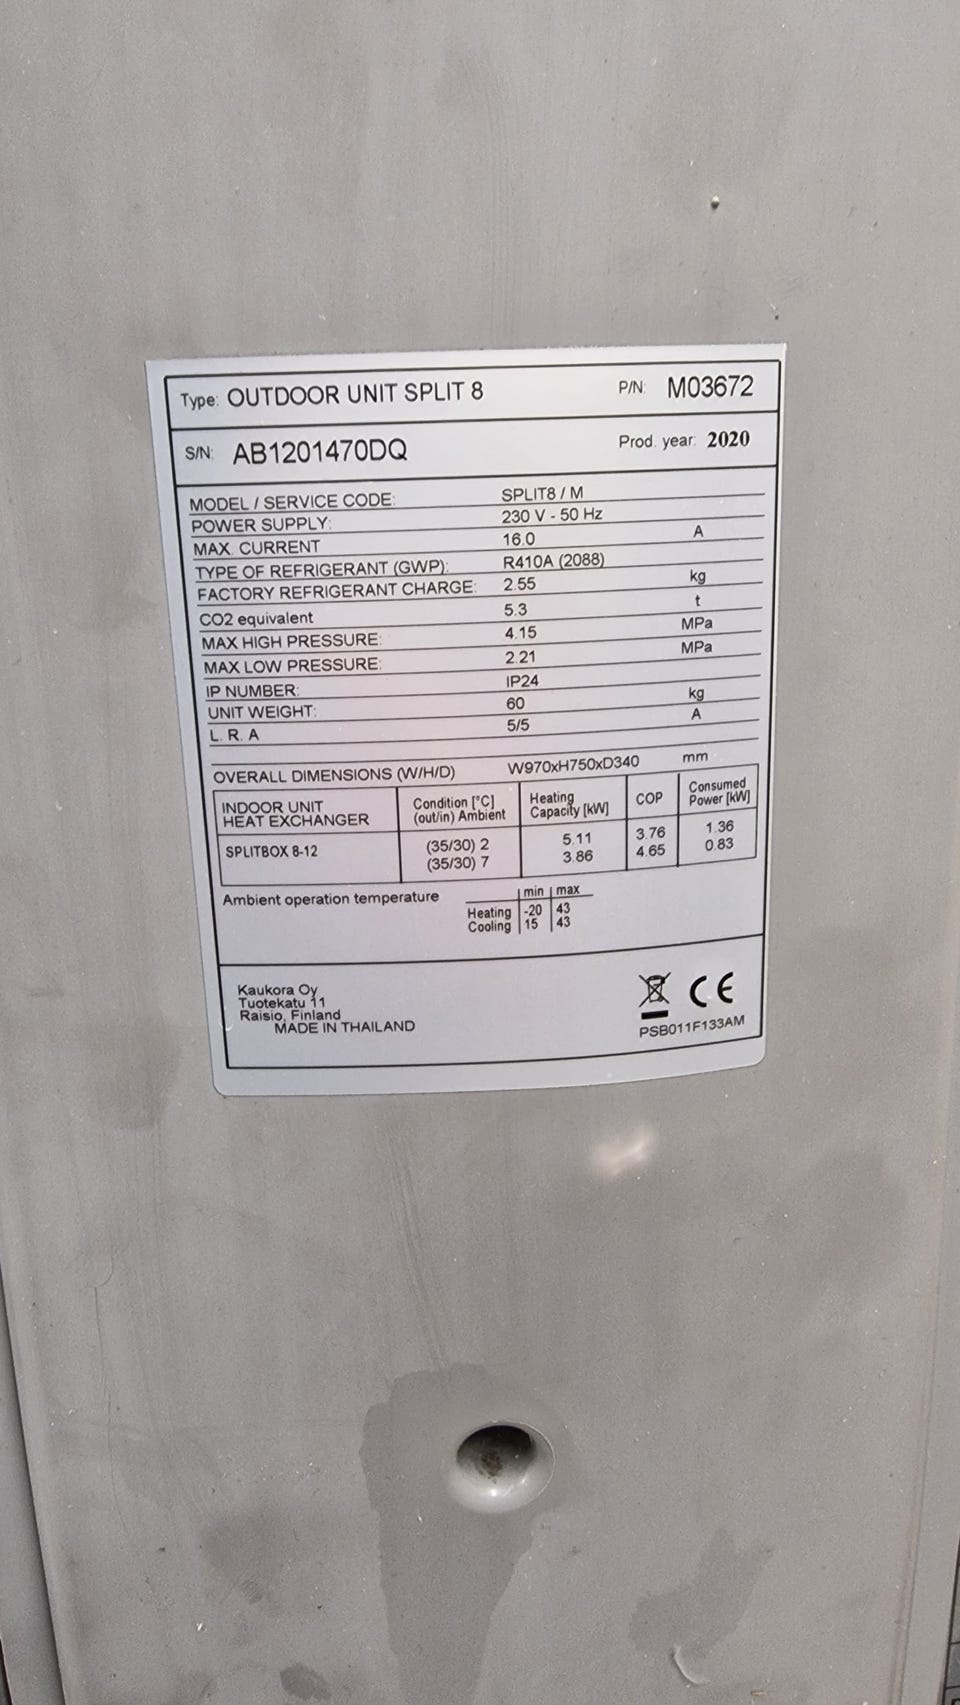 Type: OUTDOOR UNIT SPLIT 8 P/N: M03672
S/N: AB1201470DQ Prod. year: 2020
MODEL / SERVICE CODE: SPLIT8 / M
POWER SUPPLY: 230 V - 50 Hz
MAX. CURRENT 16.0 A
TYPE OF REFRIGERANT (GWP): R410A (2088)
FACTORY REFRIGERANT CHARGE: 2.55 kg
CO2 equivalent 5.3 t
MAX HIGH PRESSURE: 4.15 MPa
MAX LOW PRESSURE: 2.21 MPa
IP NUMBER: IP24
UNIT WEIGHT: 60 kg
L. R. A 5/5 A
OVERALL DIMENSIONS (W/H/D) W970xH750xD340 mm
INDOOR UNIT
HEAT EXCHANGER
Condition [°C]
(out/in) Ambient
Heating
Capacity [kW]
COP
Consumed
Power [kW]
SPLITBOX 8-12
(35/30) 2 5.11 3.76 1.36
(35/30) 7 3.86 4.65 0.83
Ambient operation temperature
min max
Heating -20 43
Cooling 15 43
Kaukora Oy
Tuotekatu 11
Raisio, Finland
MADE IN THAILAND
CE
PSB011F133AM